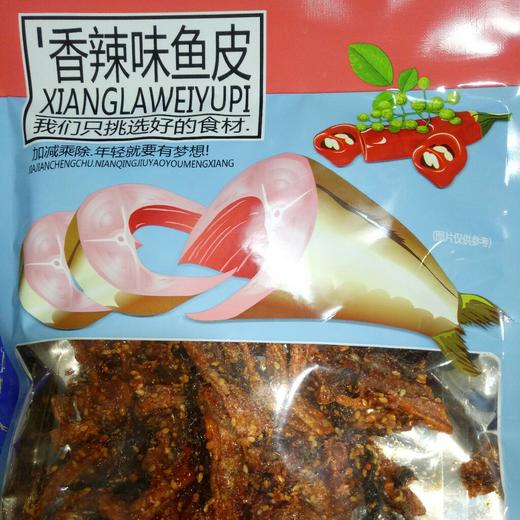 香辣味鱼皮
XIANGLAWEIYUPI
我们只挑选好的食材.
加减乘除.年轻就要有梦想!
JIAJIANCHENGCHU.NIANQINGJIUYAOYOUMENGXIANG
(图片仅供参考)